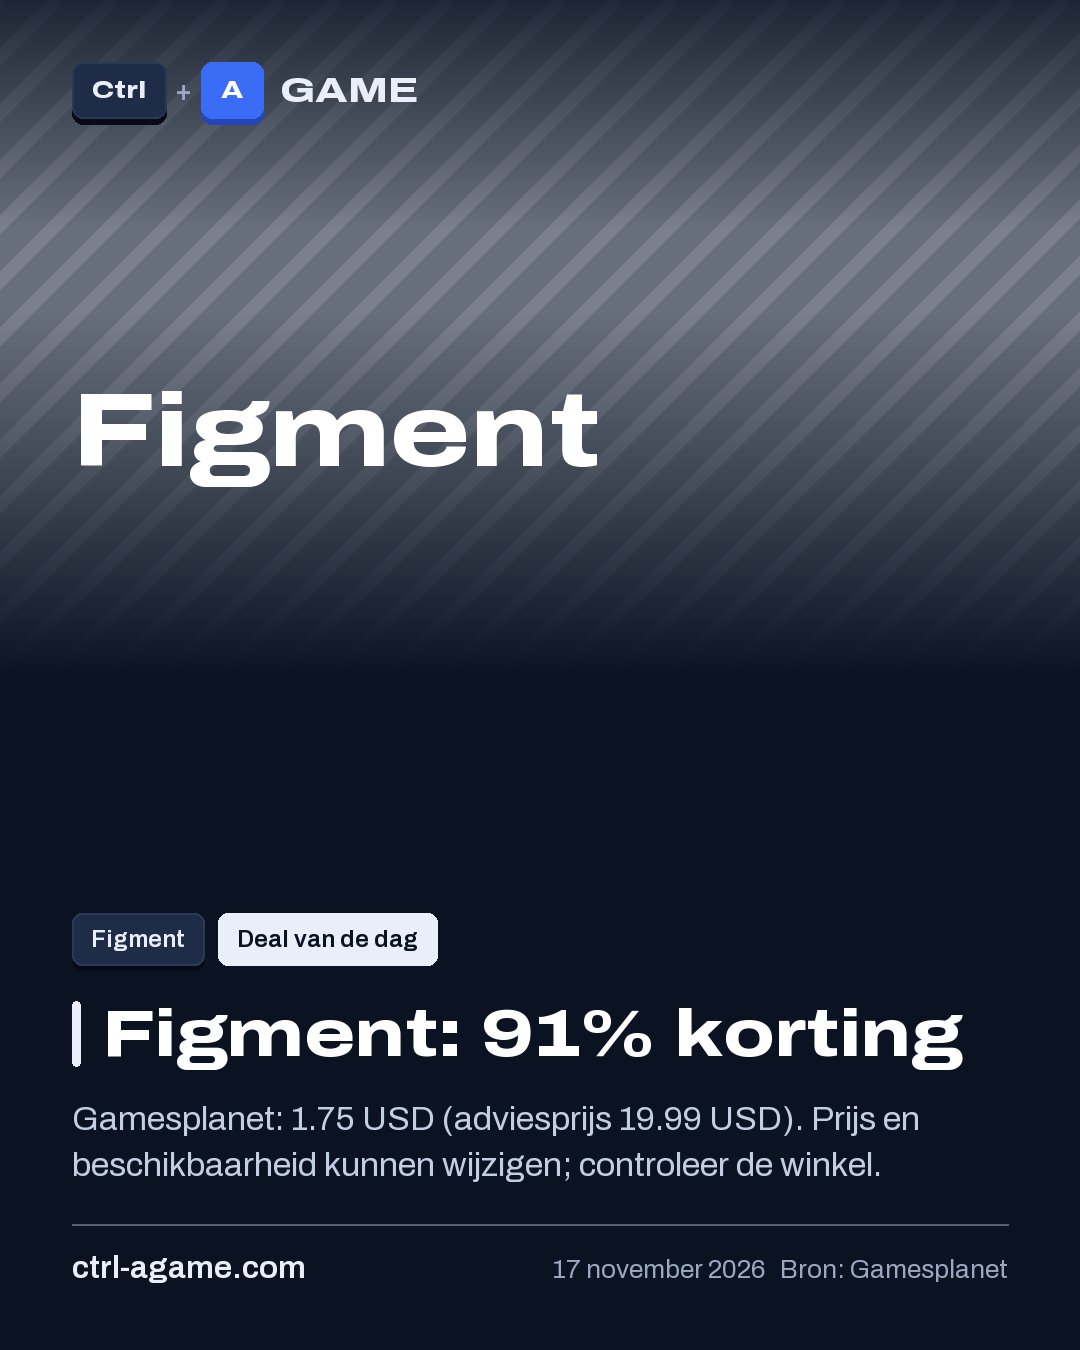 Ctrl + A GAME
Figment
Figment Deal van de dag
Figment: 91% korting
Gamesplanet: 1.75 USD (adviesprijs 19.99 USD). Prijs en
beschikbaarheid kunnen wijzigen; controleer de winkel.
ctrl-agame.com 17 november 2026 Bron: Gamesplanet